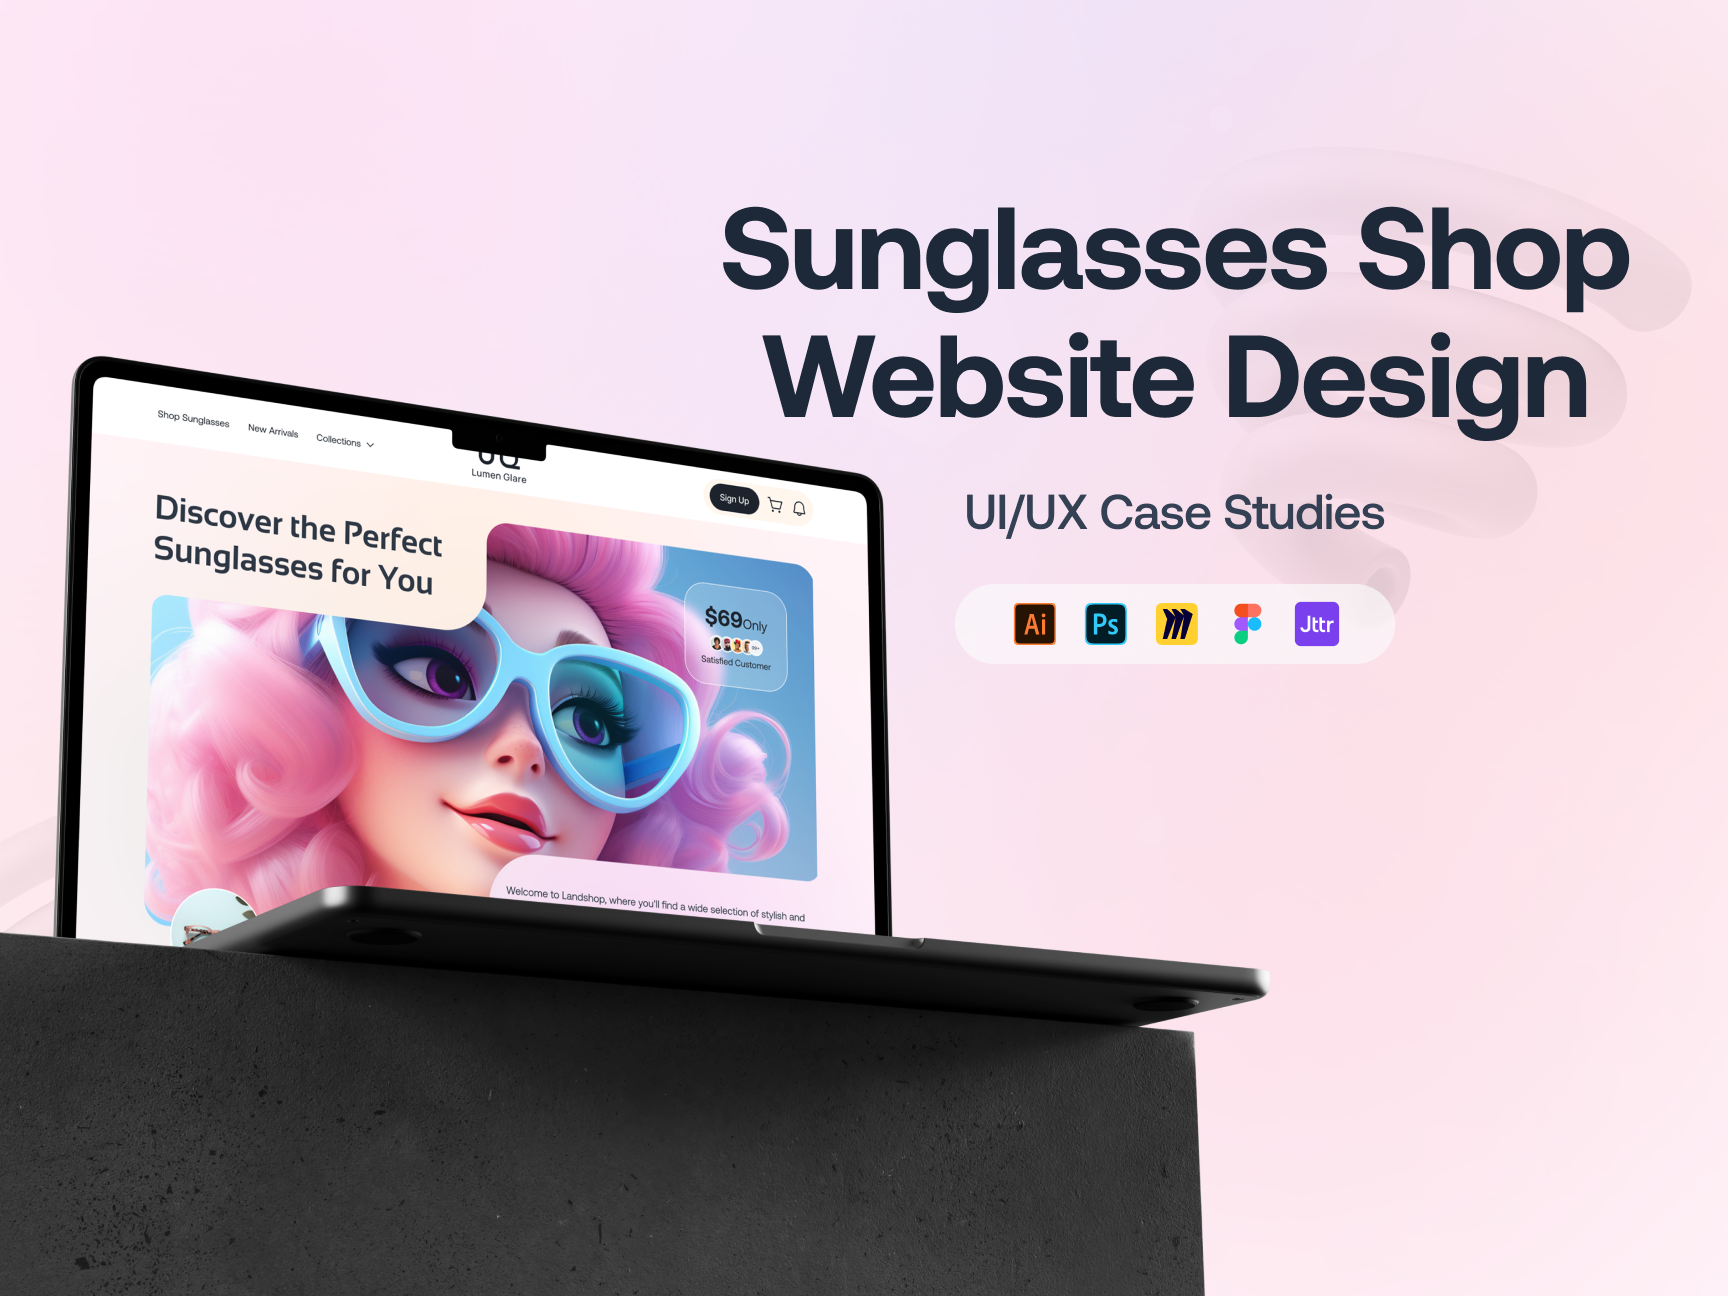 Sunglasses Shop
Website Design
UI/UX Case Studies
Ai Ps Jttr
Shop Sunglasses New Arrivals Collections
Lumen Glare
Sign Up
Discover the Perfect
Sunglasses for You
$69Only
99+
Satisfied Customer
Welcome to Landshop, where you'll find a wide selection of stylish and